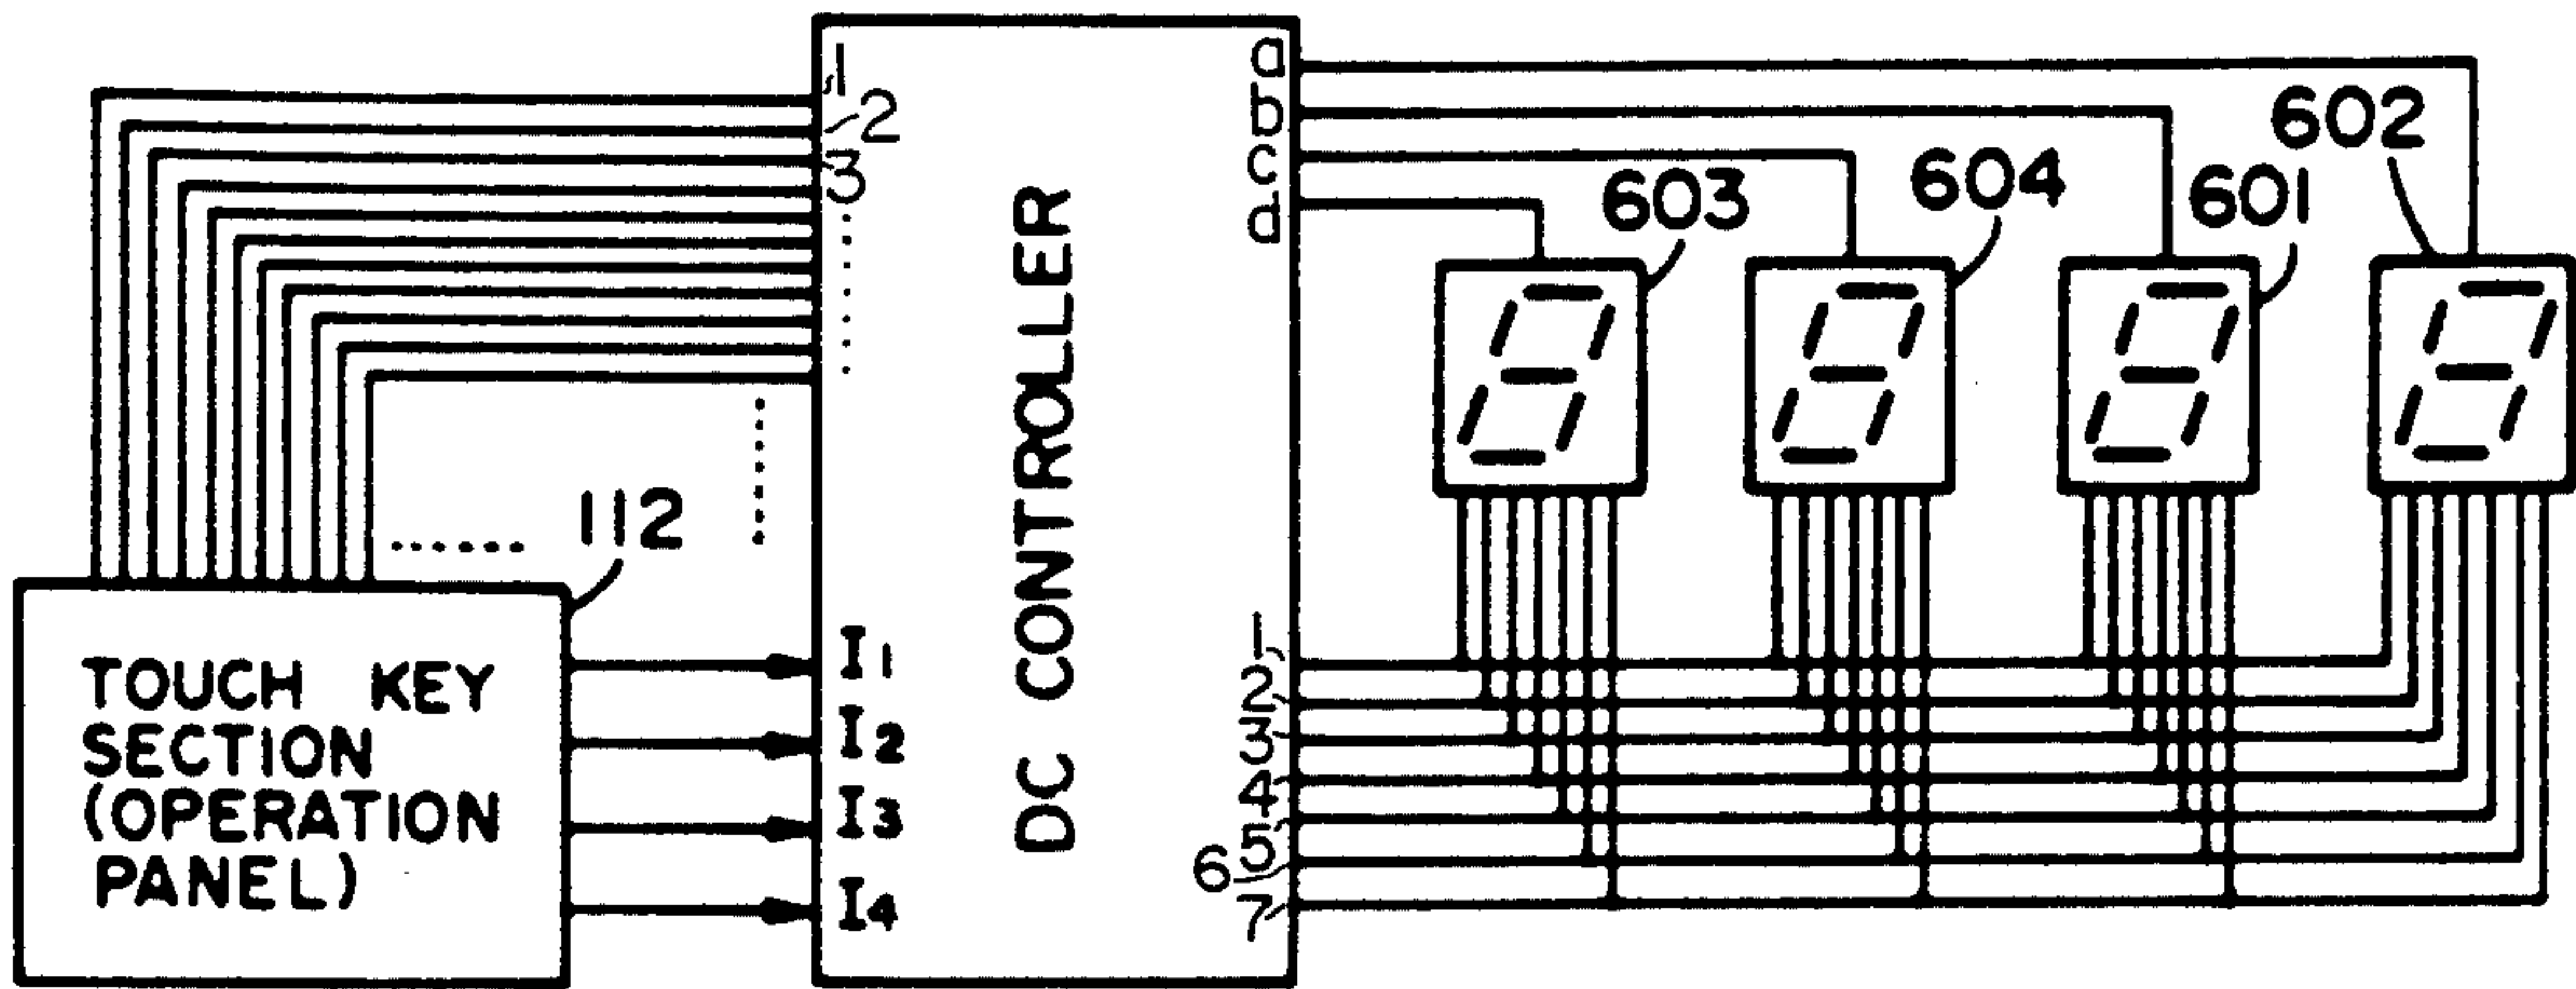 1
2
3
112
TOUCH KEY
SECTION
(OPERATION
PANEL)
I1
I2
I3
I4
DC CONTROLLER
a
b
c
d
603
604
601
602
1
2
3
4
5
6
7